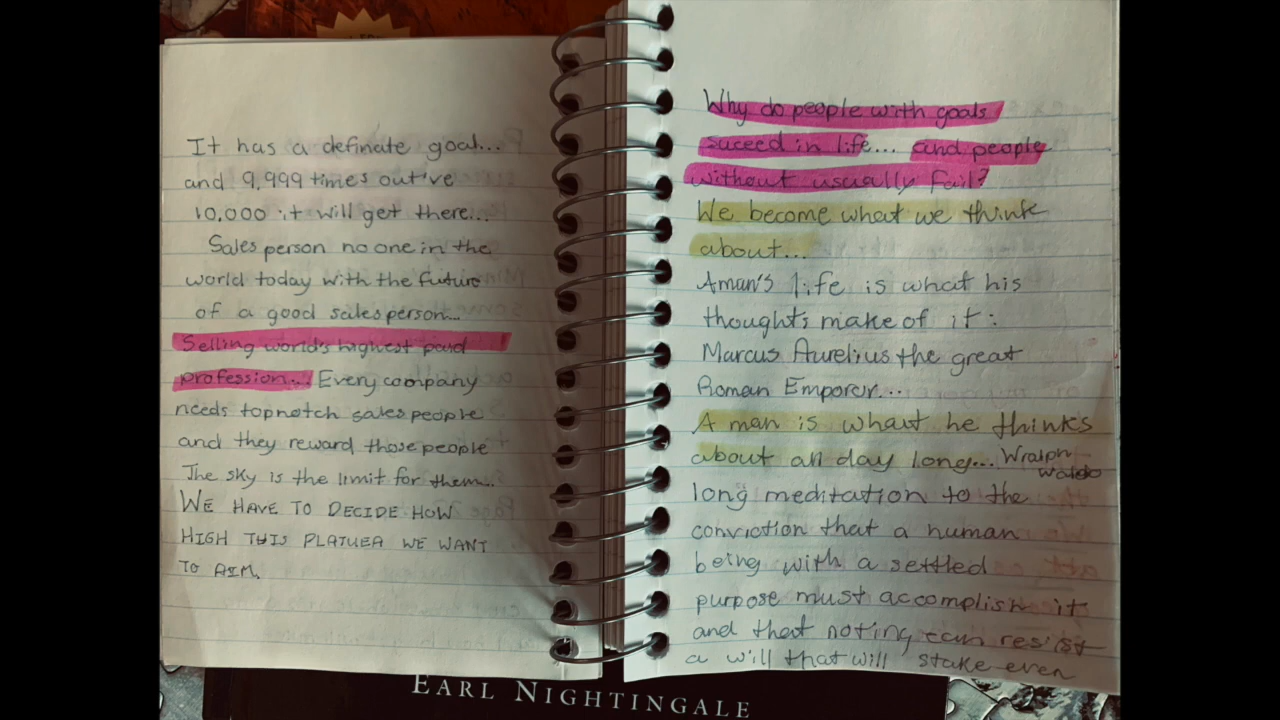 It has a definate goal...
and 9,999 times out've
10,000 it will get there...
Sales person no one in the
world today with the future
of a good salesperson...
Selling world's highest paid
profession... Every company
needs topnotch sales people
and they reward those people
The sky is the limit for them...
WE HAVE TO DECIDE HOW
HIGH THIS PLATUEA WE WANT
TO AIM.
Why do people with goals
suceed in life... and people
without usually fail?
We become what we think
about...
A man's life is what his
thoughts make of it:
Marcus Aurelius the great
Roman Emporer...
A man is what he thinks
about all day long... Wralph
Waldo
long meditation to the
conviction that a human
being with a settled
purpose must accomplish it
and that noting can resist
a will that will stake even
EARL NIGHTINGALE